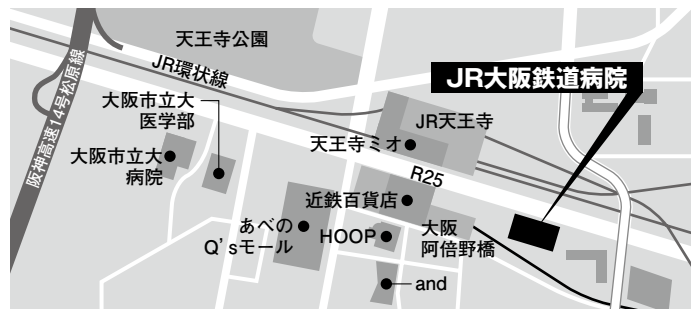 天王寺公園
JR環状線
JR大阪鉄道病院
阪神高速14号松原線
大阪市立大
医学部
JR天王寺
天王寺ミオ
大阪市立大
病院
R25
近鉄百貨店
あべの
Q'sモール
HOOP
大阪
阿倍野橋
and